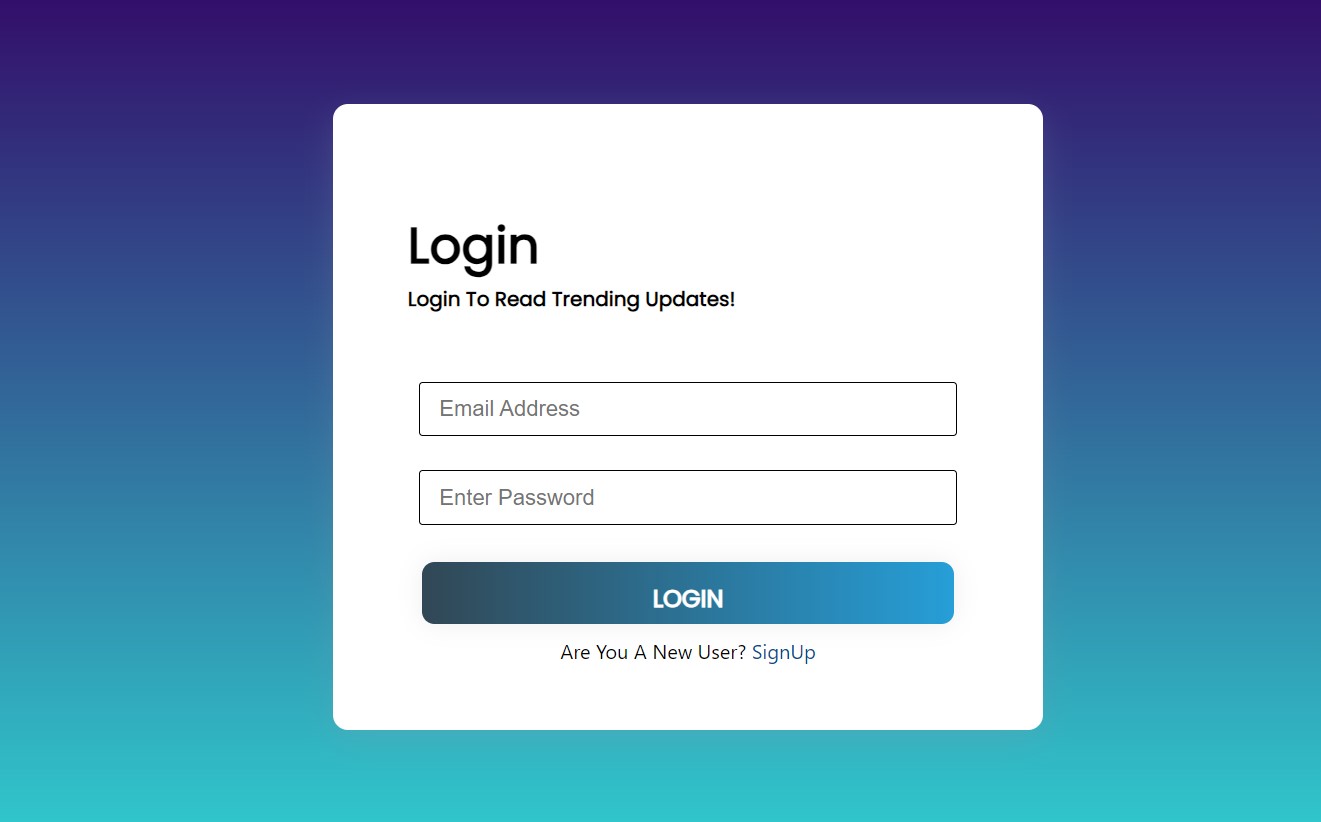 Login
Login To Read Trending Updates!
Email Address
Enter Password
LOGIN
Are You A New User? SignUp